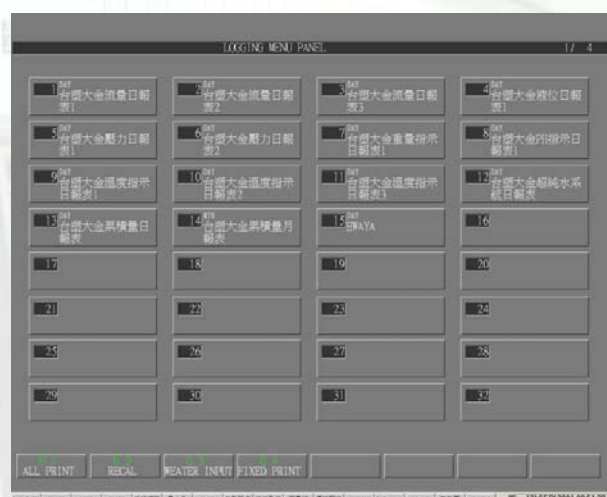 LOGGING MENU PANEL 1/ 4
1 DAY
台塑大金流量日報
表1
2 DAY
台塑大金流量日報
表2
3 DAY
台塑大金流量日報
表3
4 DAY
台塑大金液位日報
表1
5 DAY
台塑大金壓力日報
表1
6 DAY
台塑大金壓力日報
表2
7 DAY
台塑大金重量指示
日報表1
8 DAY
台塑大金PH指示日
報表1
9 DAY
台塑大金溫度指示
日報表1
10 DAY
台塑大金溫度指示
日報表2
11 DAY
台塑大金溫度指示
日報表3
12 DAY
台塑大金超純水系
統日報表
13 DAY
台塑大金累積量日
報表
14 MTH
台塑大金累積量月
報表
15 DAY
EWAYA
16
17
18
19
20
21
22
23
24
25
26
27
28
29
30
31
32
ALL PRINT
RECAL
WEATER INPUT
FIXED PRINT